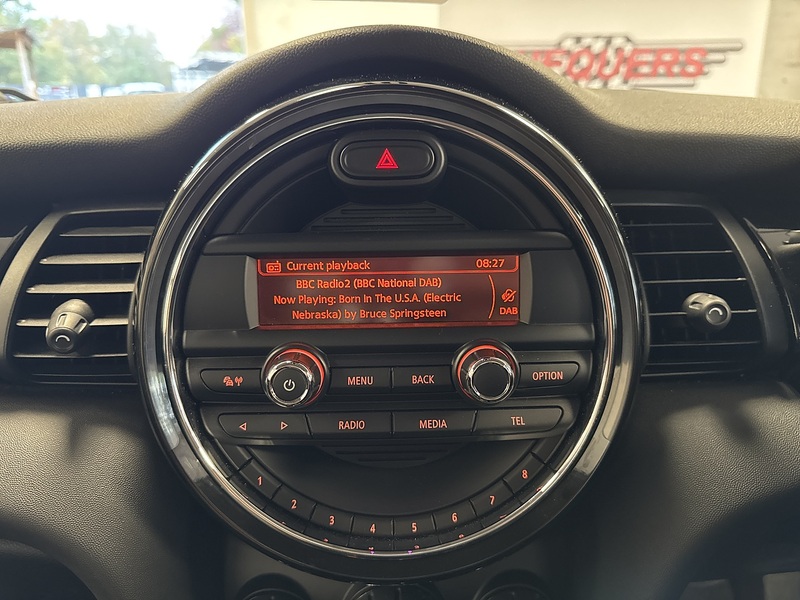 Current playback 08:27
BBC Radio2 (BBC National DAB)
Now Playing: Born In The U.S.A. (Electric
Nebraska) by Bruce Springsteen
DAB
MENU BACK OPTION
RADIO MEDIA TEL
1 2 3 4 5 6 7 8